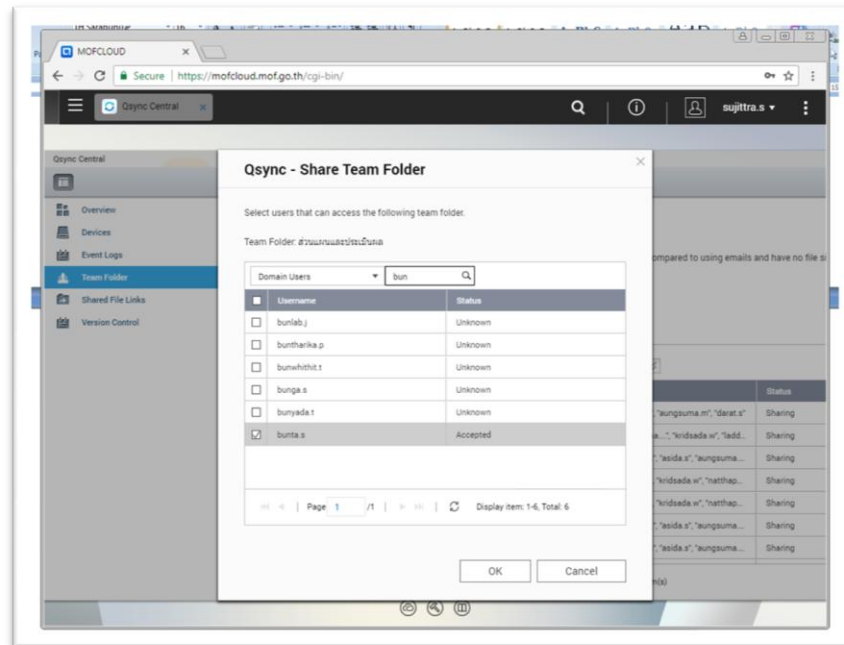 MOFCLOUD
Secure | https://mofcloud.mof.go.th/cgi-bin/
Qsync Central
sujittra.s
Qsync Central
Qsync - Share Team Folder
Overview
Devices
Event Logs
Team Folder
Shared File Links
Version Control
Select users that can access the following team folder.
Team Folder: ส่วนแผนและประเมินผล
ompared to using emails and have no file si
Domain Users bun
Username Status
bunlab.j Unknown
buntharika.p Unknown
bunwhithit.t Unknown
bunga.s Unknown
bunyada.t Unknown
bunta.s Accepted
Page 1 /1 Display item: 1-6, Total: 6
OK Cancel
Status
, "aungsuma.m", "darat.s" Sharing
a...", "kridsada.w", "ladd... Sharing
", "asida.s", "aungsuma... Sharing
"kridsada.w", "natthap... Sharing
"kridsada.w", "natthap... Sharing
", "asida.s", "aungsuma... Sharing
", "asida.s", "aungsuma... Sharing
m(s)